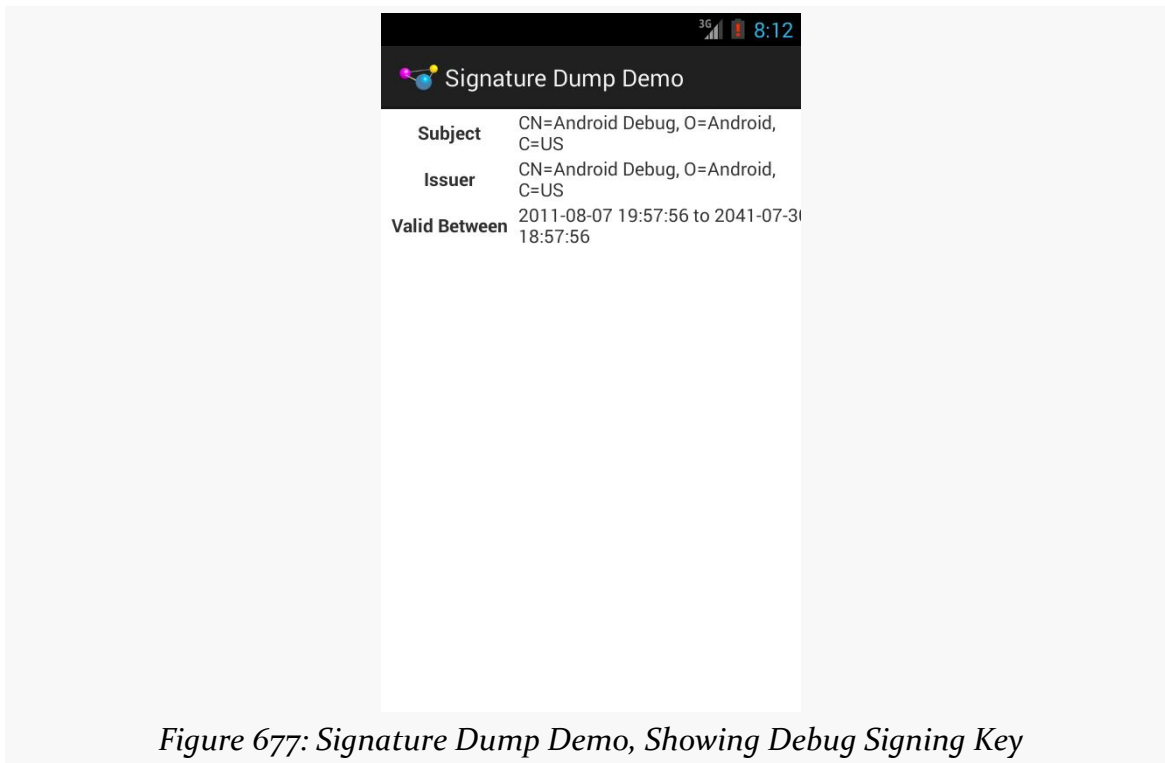 3G 8:12
Signature Dump Demo
Subject CN=Android Debug, O=Android,
C=US
Issuer CN=Android Debug, O=Android,
C=US
Valid Between 2011-08-07 19:57:56 to 2041-07-30
18:57:56
Figure 677: Signature Dump Demo, Showing Debug Signing Key